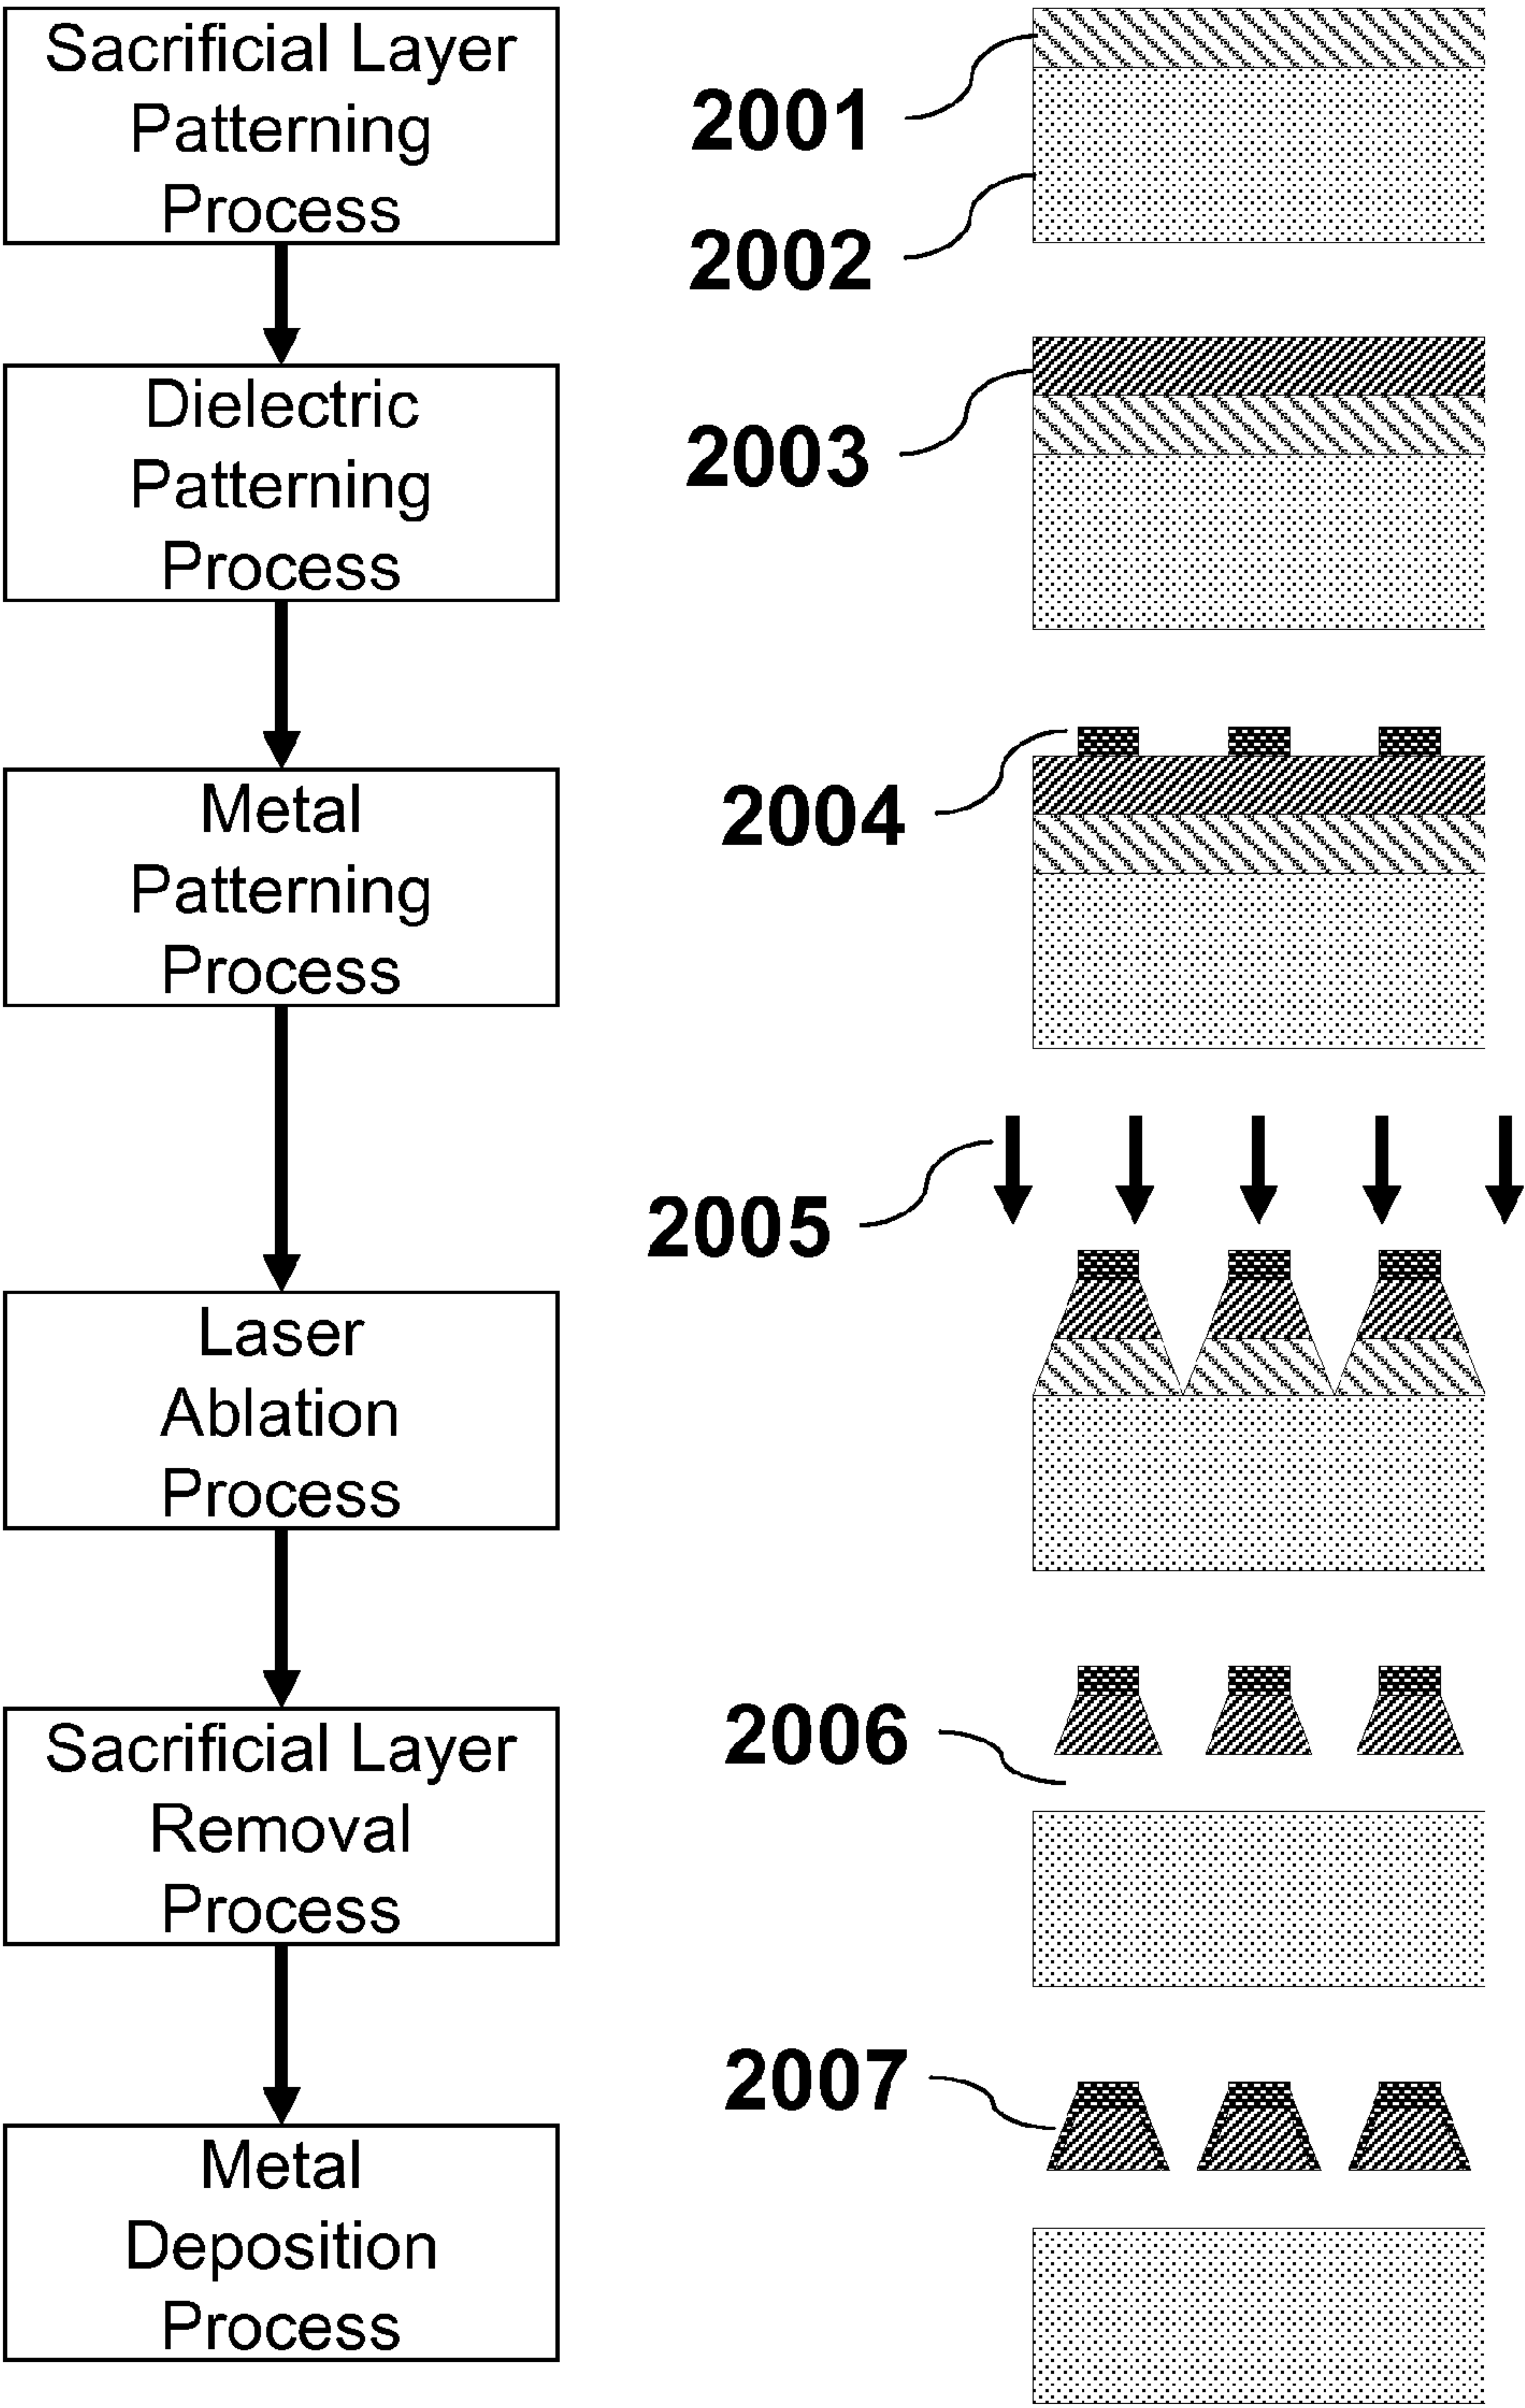 Sacrificial Layer
Patterning
Process
2001
2002
Dielectric
Patterning
Process
2003
Metal
Patterning
Process
2004
2005
Laser
Ablation
Process
Sacrificial Layer
Removal
Process
2006
2007
Metal
Deposition
Process